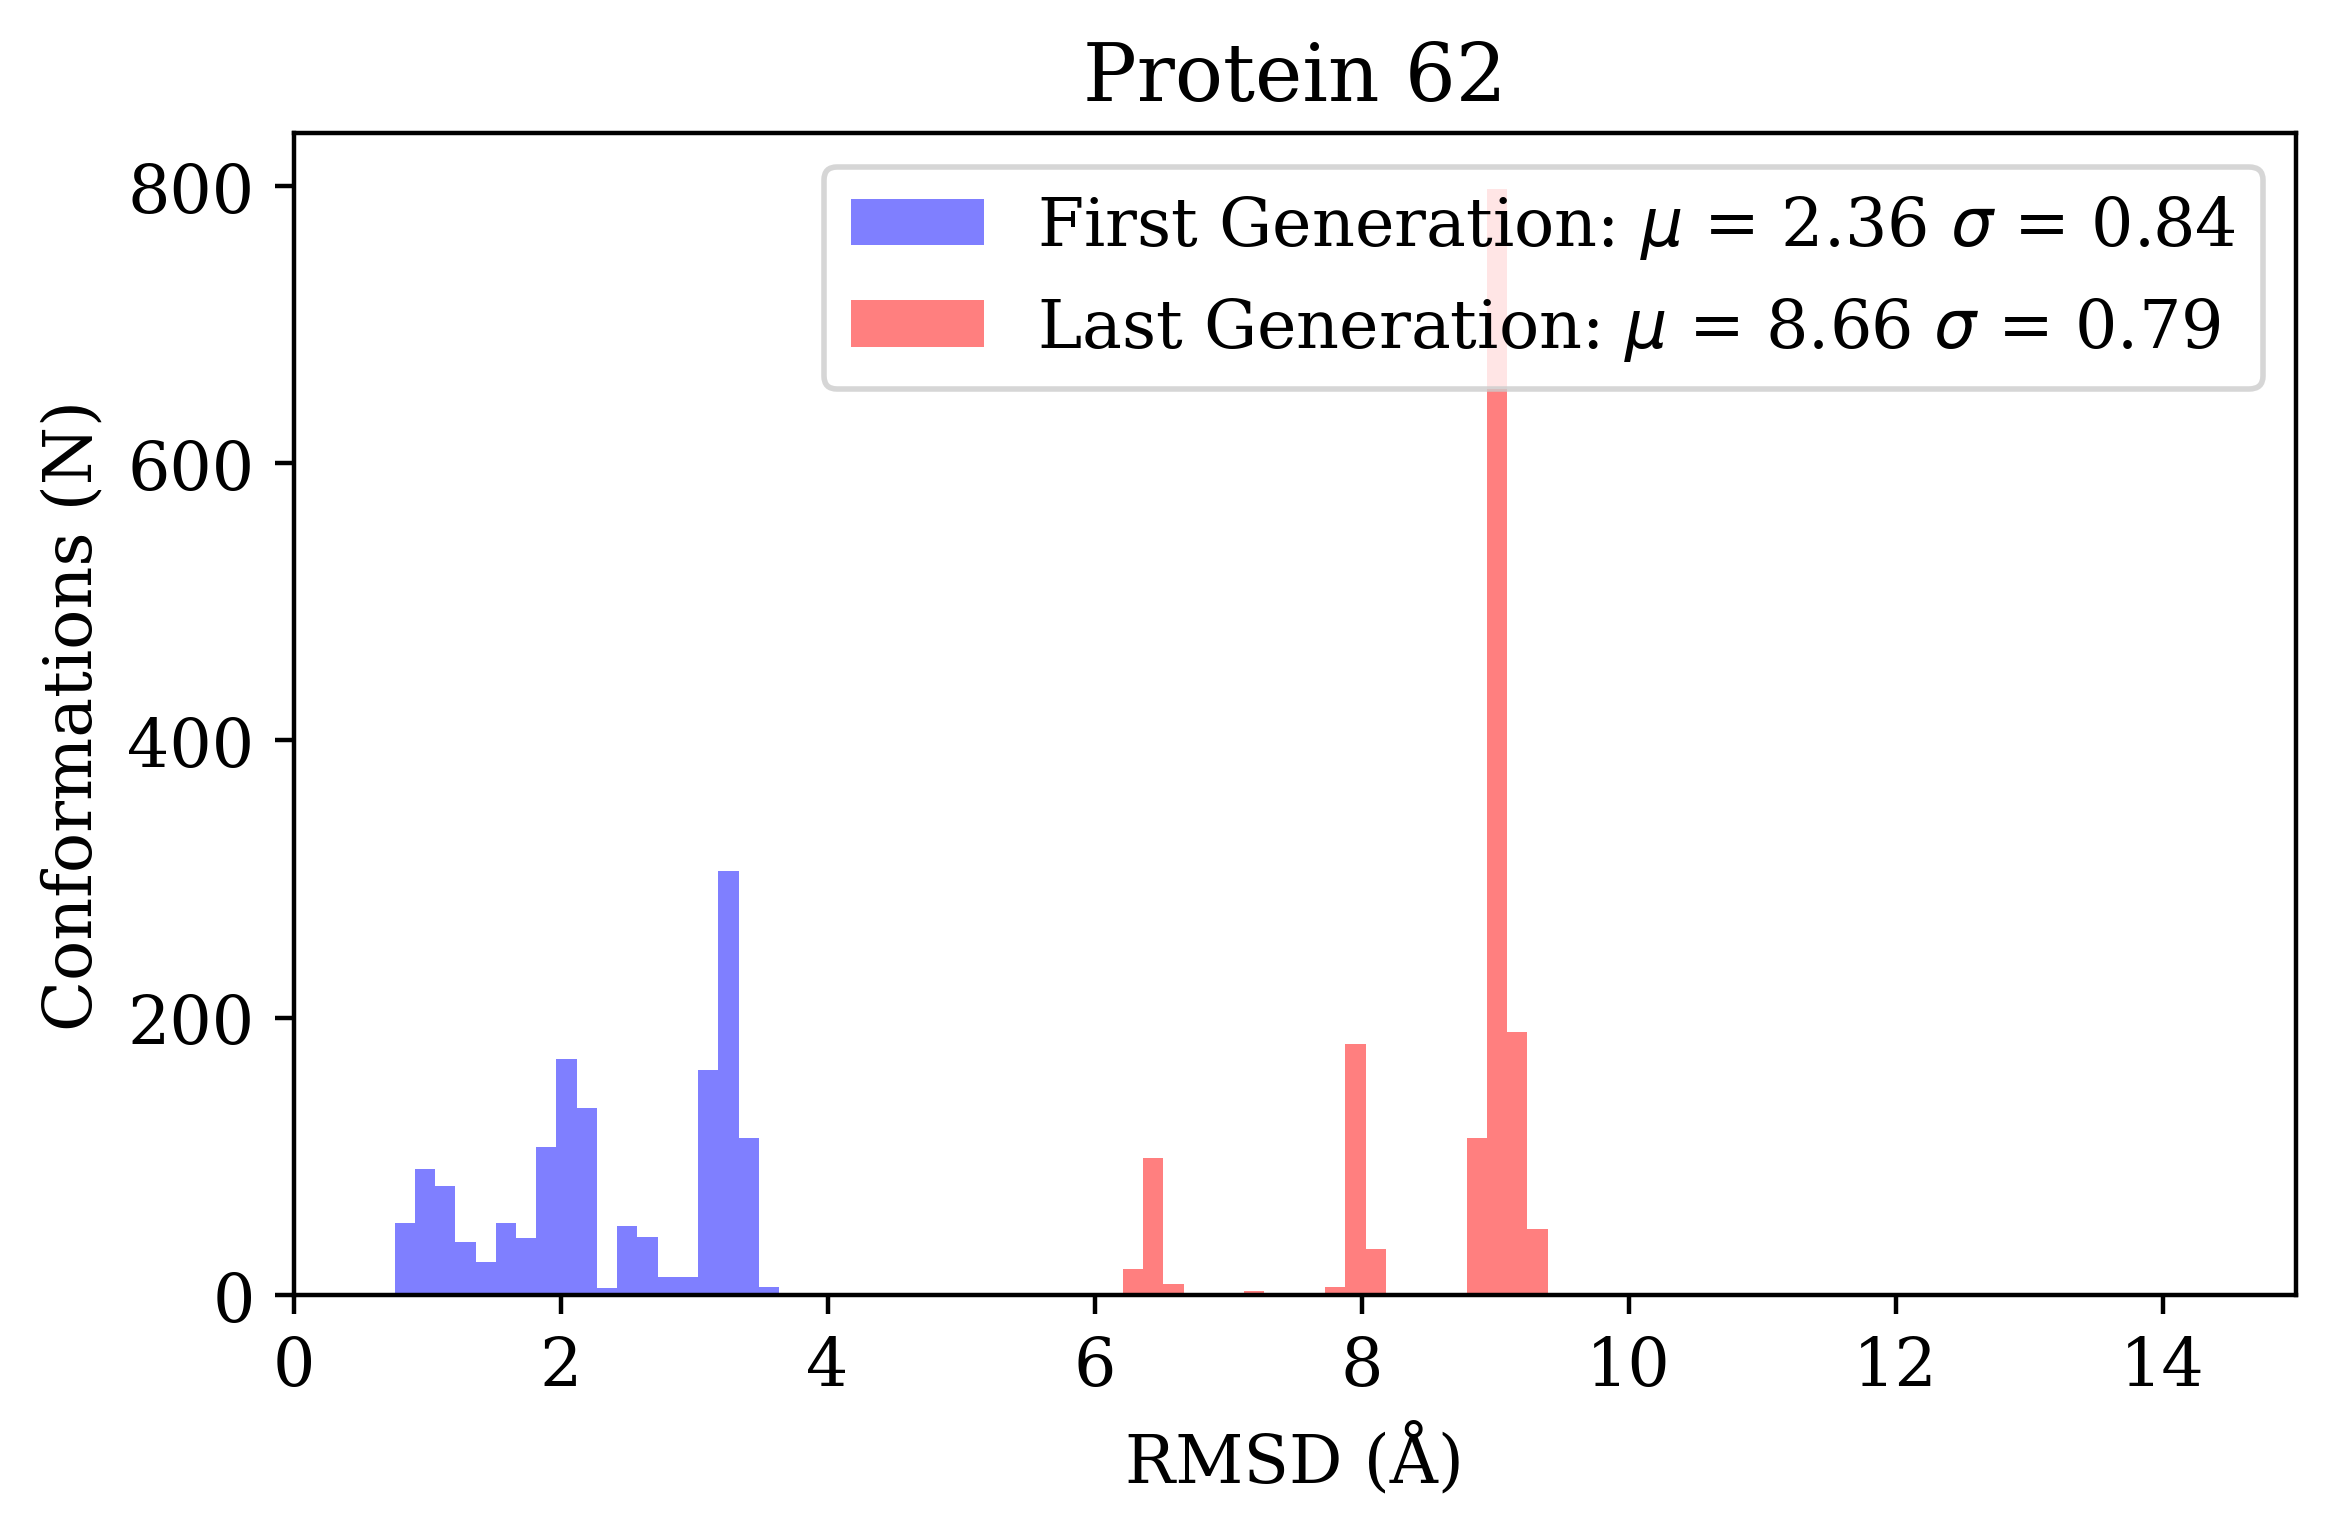 Protein 62
800
600
400
200
0
Conformations (N)
First Generation: μ = 2.36 σ = 0.84
Last Generation: μ = 8.66 σ = 0.79
0 2 4 6 8 10 12 14
RMSD (Å)